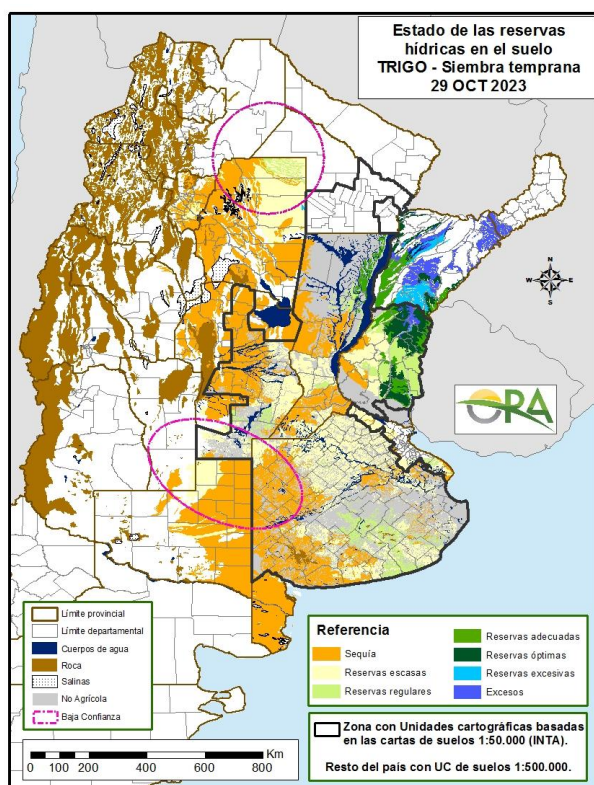 Estado de las reservas
hídricas en el suelo
TRIGO - Siembra temprana
29 OCT 2023
N
W
E
S
ORA
Límite provincial
Límite departamental
Cuerpos de agua
Roca
Salinas
No Agrícola
Baja Confianza
Km
0 100 200 400 600 800
Referencia
Sequía
Reservas escasas
Reservas regulares
Reservas adecuadas
Reservas óptimas
Reservas excesivas
Excesos
Zona con Unidades cartográficas basadas
en las cartas de suelos 1:50.000 (INTA).
Resto del país con UC de suelos 1:500.000.